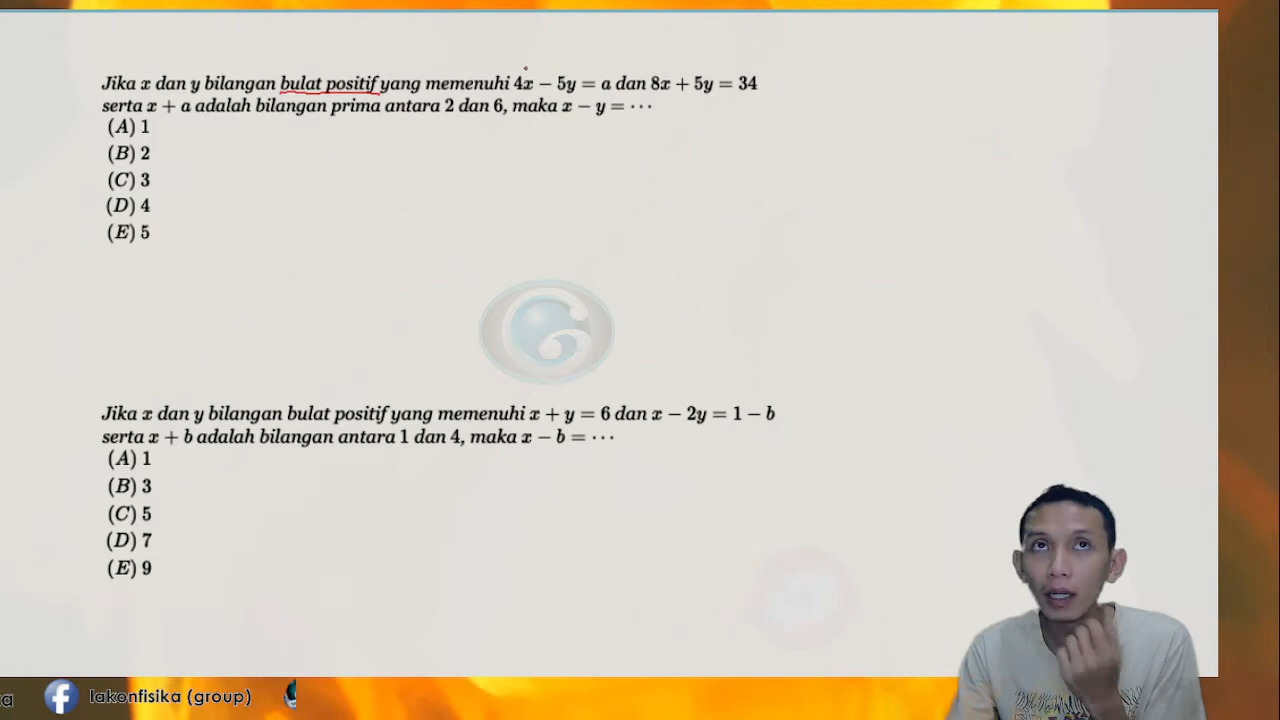 Jika x dan y bilangan bulat positif yang memenuhi 4x − 5y = a dan 8x + 5y = 34
serta x + a adalah bilangan prima antara 2 dan 6, maka x − y = ⋯
(A) 1
(B) 2
(C) 3
(D) 4
(E) 5
Jika x dan y bilangan bulat positif yang memenuhi x + y = 6 dan x − 2y = 1 − b
serta x + b adalah bilangan antara 1 dan 4, maka x − b = ⋯
(A) 1
(B) 3
(C) 5
(D) 7
(E) 9
lakonfisika (group)